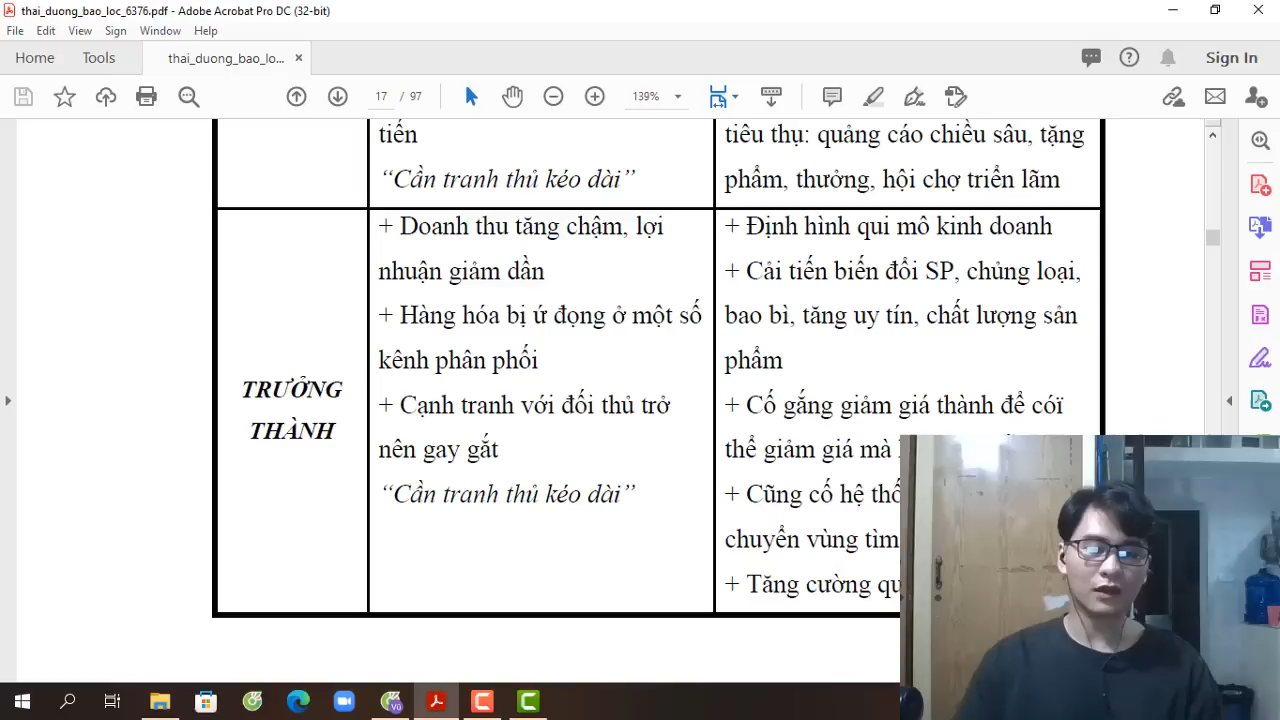 thai_duong_bao_loc_6376.pdf - Adobe Acrobat Pro DC (32-bit)
File Edit View Sign Window Help
Home Tools thai_duong_bao_lo... Sign In
17 / 97 139%
tiến
“Cần tranh thủ kéo dài”
tiêu thụ: quảng cáo chiều sâu, tặng
phẩm, thưởng, hội chợ triển lãm
TRƯỞNG
THÀNH
+ Doanh thu tăng chậm, lợi
nhuận giảm dần
+ Hàng hóa bị ứ đọng ở một số
kênh phân phối
+ Cạnh tranh với đối thủ trở
nên gay gắt
“Cần tranh thủ kéo dài”
+ Định hình qui mô kinh doanh
+ Cải tiến biến đổi SP, chủng loại,
bao bì, tăng uy tín, chất lượng sản
phẩm
+ Cố gắng giảm giá thành để cóï
thể giảm giá mà
+ Cũng cố hệ thố
chuyển vùng tìm
+ Tăng cường qu
Vũ